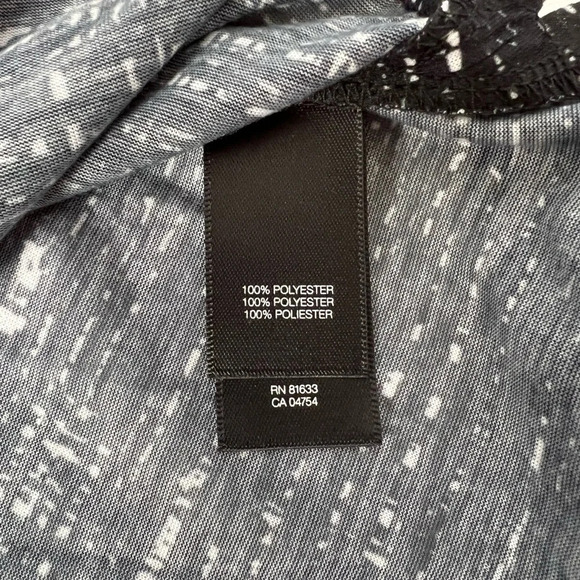 100% POLYESTER
100% POLYESTER
100% POLIESTER
RN 81633
CA 04754